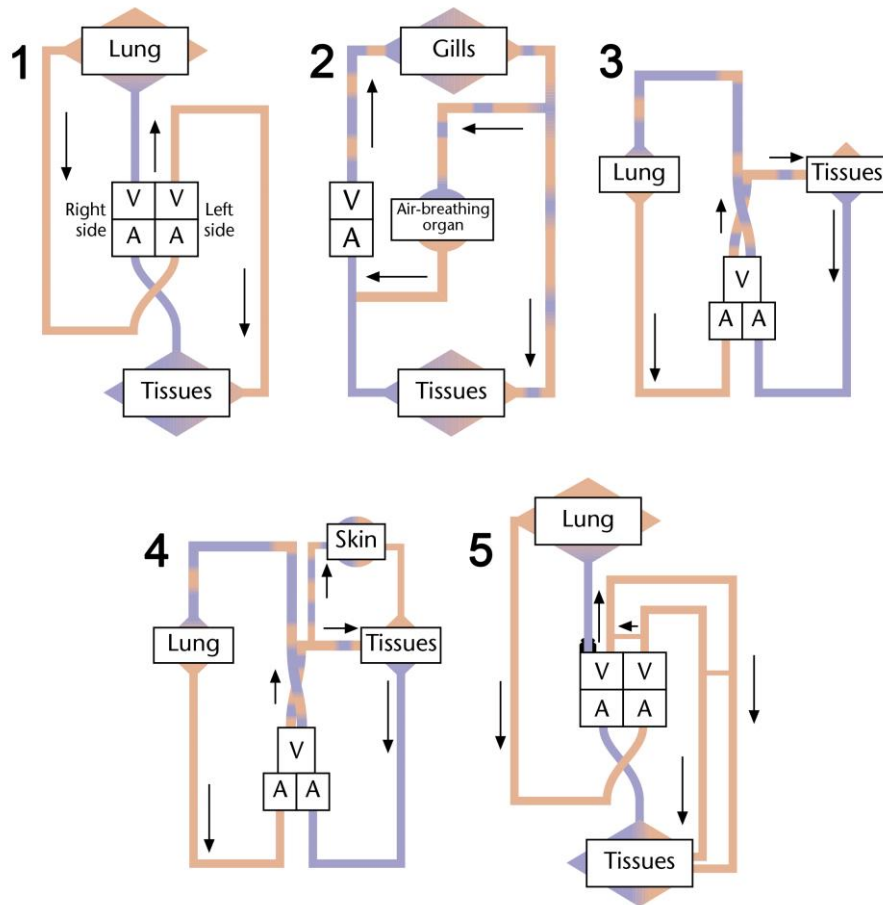 1
Lung
Right side
V V
A A
Left side
Tissues
2
Gills
V
A
Air-breathing
organ
Tissues
3
Lung
Tissues
V
A A
4
Skin
Lung
Tissues
V
A A
5
Lung
V V
A A
Tissues